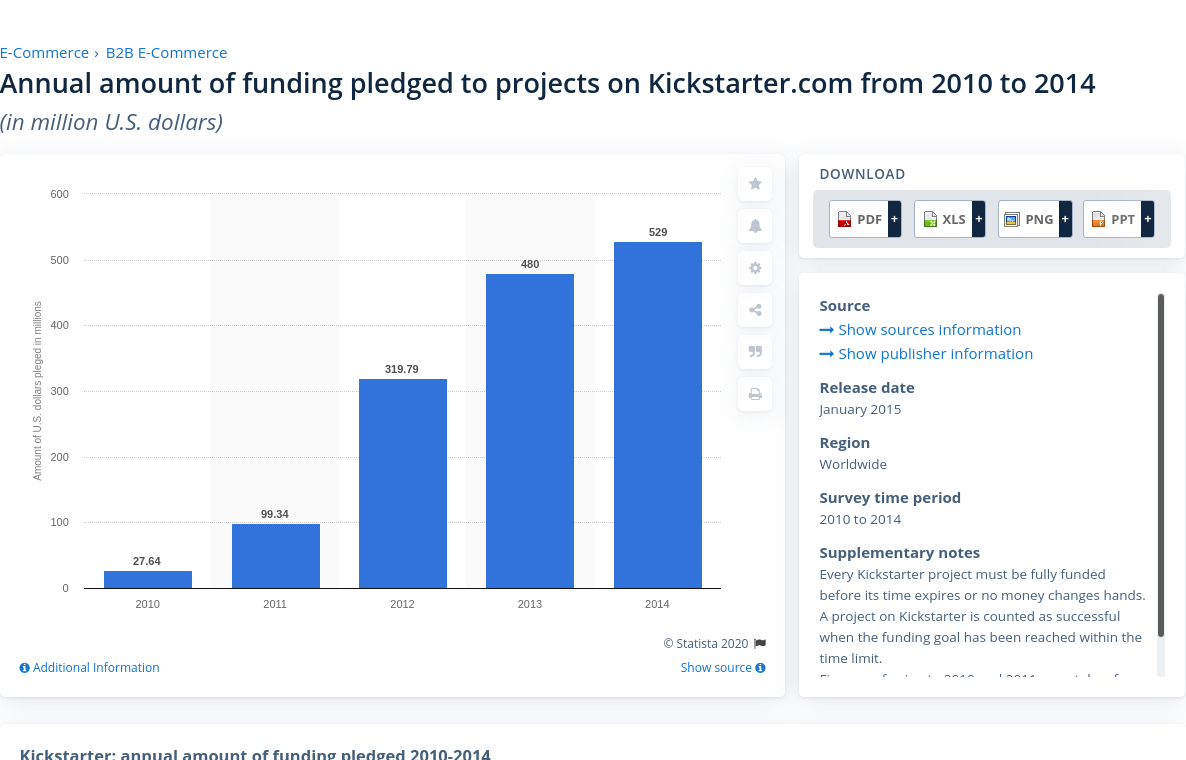 E-Commerce › B2B E-Commerce
Annual amount of funding pledged to projects on Kickstarter.com from 2010 to 2014
(in million U.S. dollars)
600
500
400
300
200
100
0
Amount of U.S. dollars pleged in millions
27.64
99.34
319.79
480
529
2010
2011
2012
2013
2014
© Statista 2020
Additional Information
Show source
DOWNLOAD
PDF + XLS + PNG + PPT +
Source
Show sources information
Show publisher information
Release date
January 2015
Region
Worldwide
Survey time period
2010 to 2014
Supplementary notes
Every Kickstarter project must be fully funded
before its time expires or no money changes hands.
A project on Kickstarter is counted as successful
when the funding goal has been reached within the
time limit.
Kickstarter: annual amount of funding pledged 2010-2014